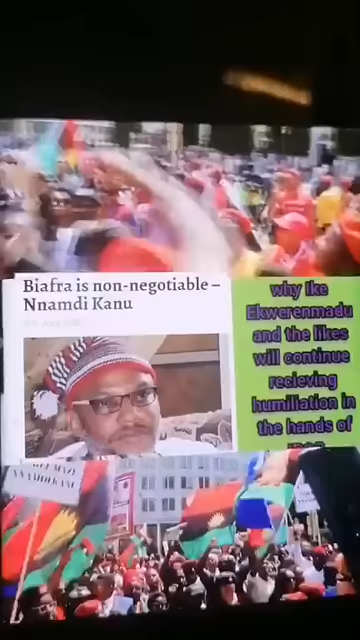 Biafra is non-negotiable –
Nnamdi Kanu
why Ike
Ekwerenmadu
and the likes
will continue
recieving
humiliation in
the hands of